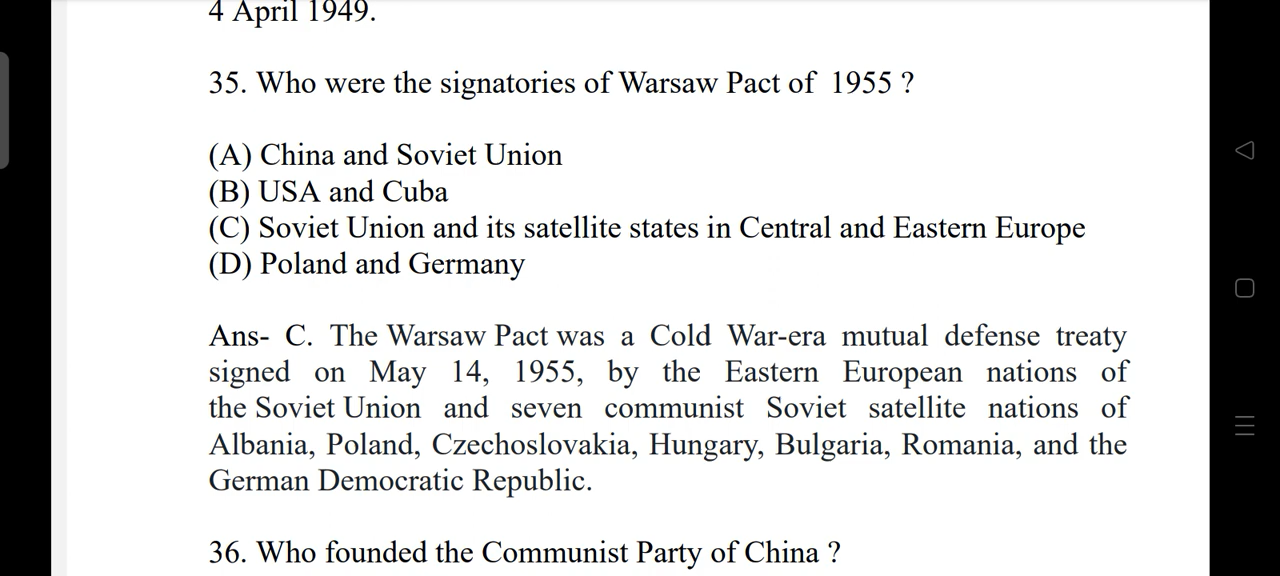 4 April 1949.
35. Who were the signatories of Warsaw Pact of 1955 ?
(A) China and Soviet Union
(B) USA and Cuba
(C) Soviet Union and its satellite states in Central and Eastern Europe
(D) Poland and Germany
Ans- C. The Warsaw Pact was a Cold War-era mutual defense treaty
signed on May 14, 1955, by the Eastern European nations of
the Soviet Union and seven communist Soviet satellite nations of
Albania, Poland, Czechoslovakia, Hungary, Bulgaria, Romania, and the
German Democratic Republic.
36. Who founded the Communist Party of China ?